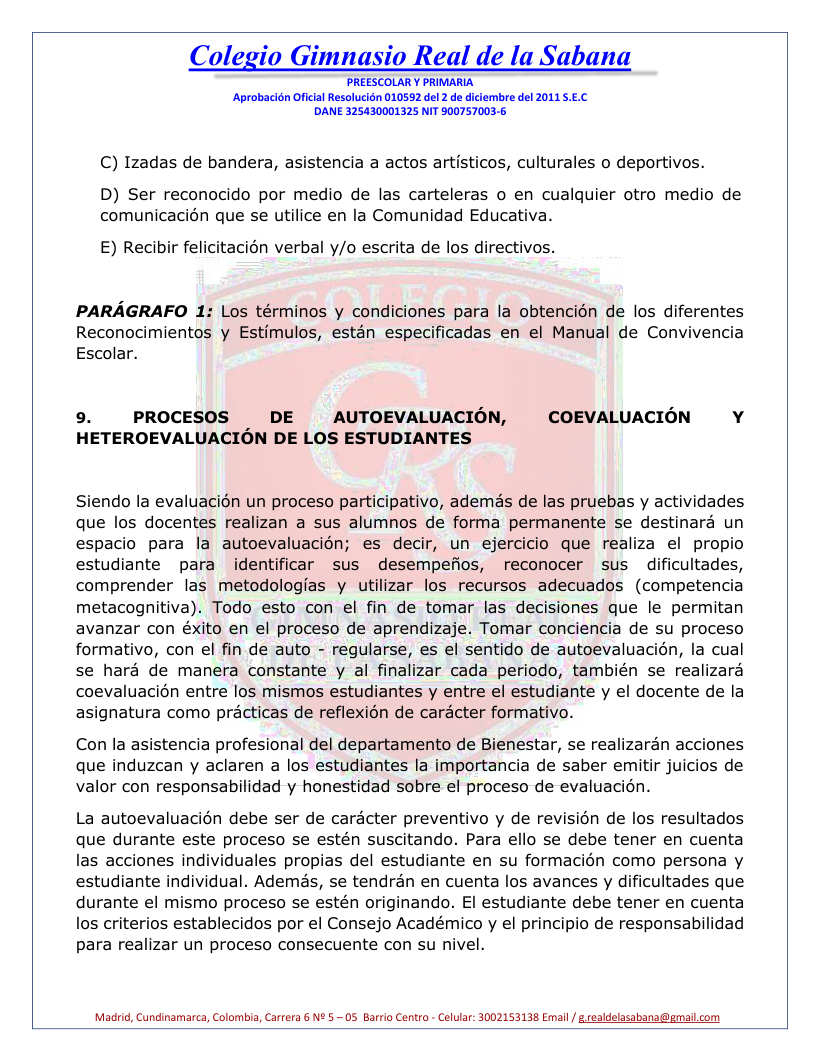 Colegio Gimnasio Real de la Sabana
PREESCOLAR Y PRIMARIA
Aprobación Oficial Resolución 010592 del 2 de diciembre del 2011 S.E.C
DANE 325430001325 NIT 900757003-6
C) Izadas de bandera, asistencia a actos artísticos, culturales o deportivos.
D) Ser reconocido por medio de las carteleras o en cualquier otro medio de
comunicación que se utilice en la Comunidad Educativa.
E) Recibir felicitación verbal y/o escrita de los directivos.
PARÁGRAFO 1: Los términos y condiciones para la obtención de los diferentes
Reconocimientos y Estímulos, están especificadas en el Manual de Convivencia
Escolar.
9. PROCESOS DE AUTOEVALUACIÓN, COEVALUACIÓN Y
HETEROEVALUACIÓN DE LOS ESTUDIANTES
Siendo la evaluación un proceso participativo, además de las pruebas y actividades
que los docentes realizan a sus alumnos de forma permanente se destinará un
espacio para la autoevaluación; es decir, un ejercicio que realiza el propio
estudiante para identificar sus desempeños, reconocer sus dificultades,
comprender las metodologías y utilizar los recursos adecuados (competencia
metacognitiva). Todo esto con el fin de tomar las decisiones que le permitan
avanzar con éxito en el proceso de aprendizaje. Tomar conciencia de su proceso
formativo, con el fin de auto - regularse, es el sentido de autoevaluación, la cual
se hará de manera constante y al finalizar cada periodo, también se realizará
coevaluación entre los mismos estudiantes y entre el estudiante y el docente de la
asignatura como prácticas de reflexión de carácter formativo.
Con la asistencia profesional del departamento de Bienestar, se realizarán acciones
que induzcan y aclaren a los estudiantes la importancia de saber emitir juicios de
valor con responsabilidad y honestidad sobre el proceso de evaluación.
La autoevaluación debe ser de carácter preventivo y de revisión de los resultados
que durante este proceso se estén suscitando. Para ello se debe tener en cuenta
las acciones individuales propias del estudiante en su formación como persona y
estudiante individual. Además, se tendrán en cuenta los avances y dificultades que
durante el mismo proceso se estén originando. El estudiante debe tener en cuenta
los criterios establecidos por el Consejo Académico y el principio de responsabilidad
para realizar un proceso consecuente con su nivel.
COLEGIO
GRS
GIMNASIO REAL
DE LA SABANA
Madrid, Cundinamarca, Colombia, Carrera 6 Nº 5 – 05 Barrio Centro - Celular: 3002153138 Email / g.realdelasabana@gmail.com